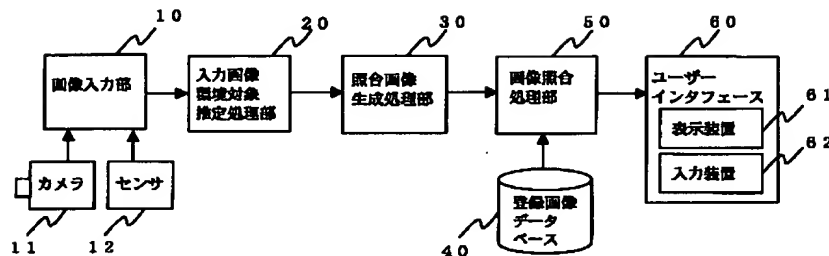 10
20
30
50
60
画像入力部
入力画像
環境対象
推定処理部
照合画像
生成処理部
画像照合
処理部
ユーザー
インタフェース
表示装置
61
入力装置
62
カメラ
センサ
11
12
登録画像
データ
ベース
40